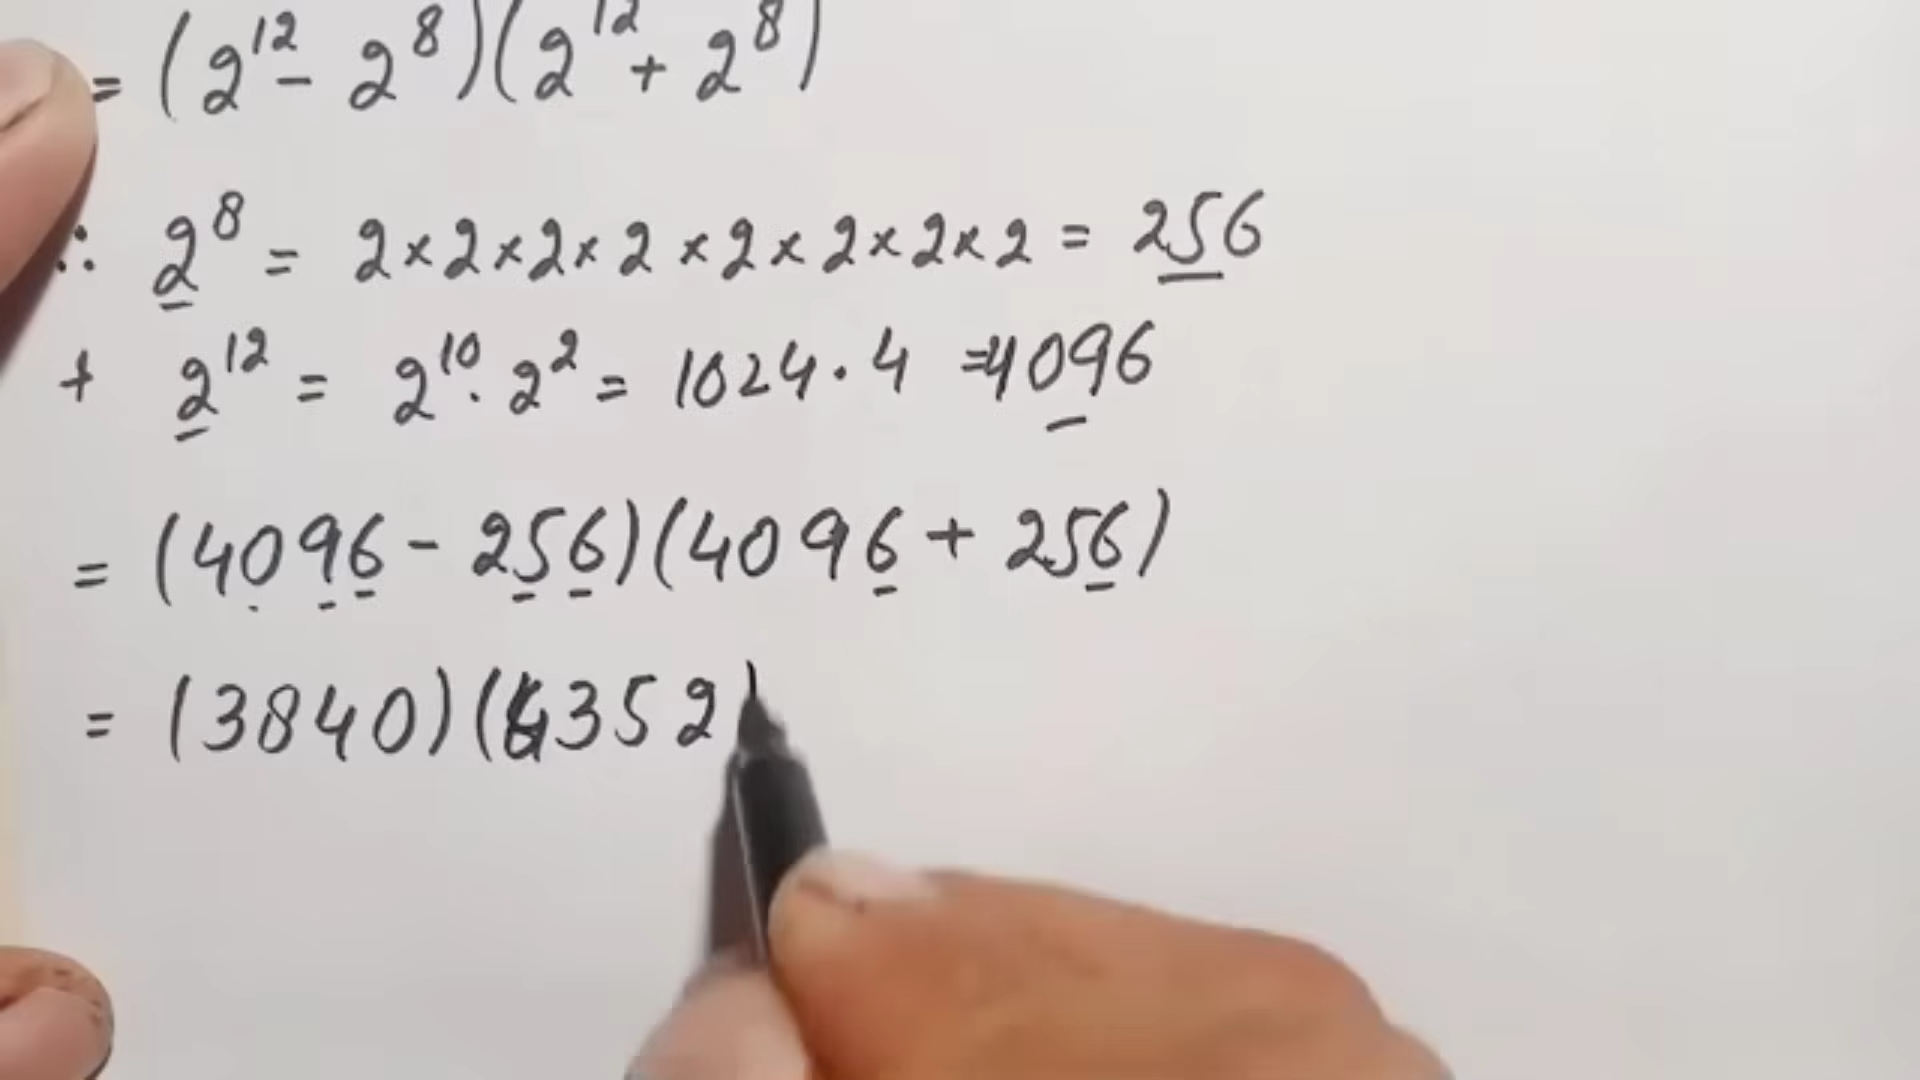 = (2¹² - 2⁸)(2¹² + 2⁸)
∴ 2⁸ = 2×2×2×2×2×2×2×2 = 256
+ 2¹² = 2¹⁰ . 2² = 1024 . 4 = 4096
= (4096 - 256)(4096 + 256)
= (3840)(4352)